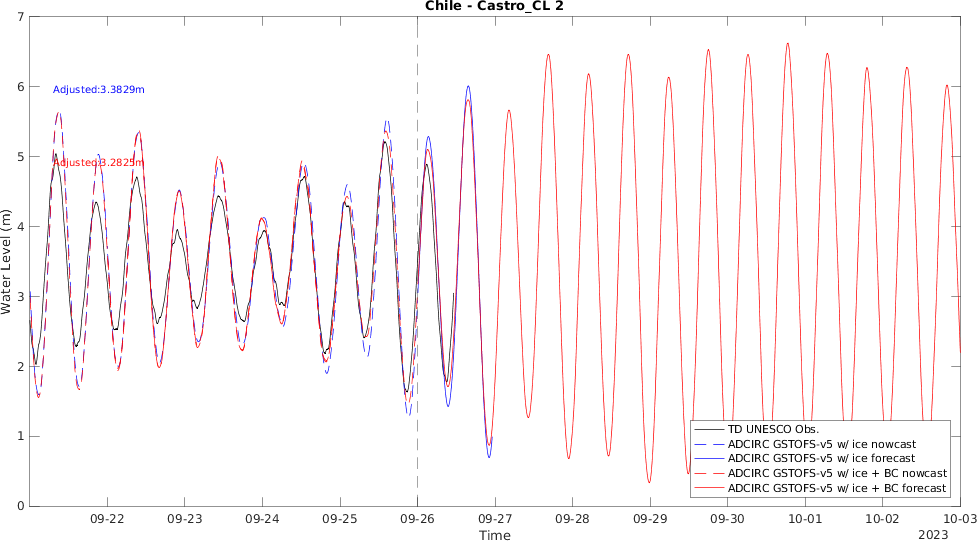 Chile - Castro_CL 2
7
6
5
4
3
2
1
0
Water Level (m)
Adjusted:3.3829m
Adjusted:3.2825m
TD UNESCO Obs.
ADCIRC GSTOFS-v5 w/ ice nowcast
ADCIRC GSTOFS-v5 w/ ice forecast
ADCIRC GSTOFS-v5 w/ ice + BC nowcast
ADCIRC GSTOFS-v5 w/ ice + BC forecast
09-22 09-23 09-24 09-25 09-26 09-27 09-28 09-29 09-30 10-01 10-02 10-03
Time
2023